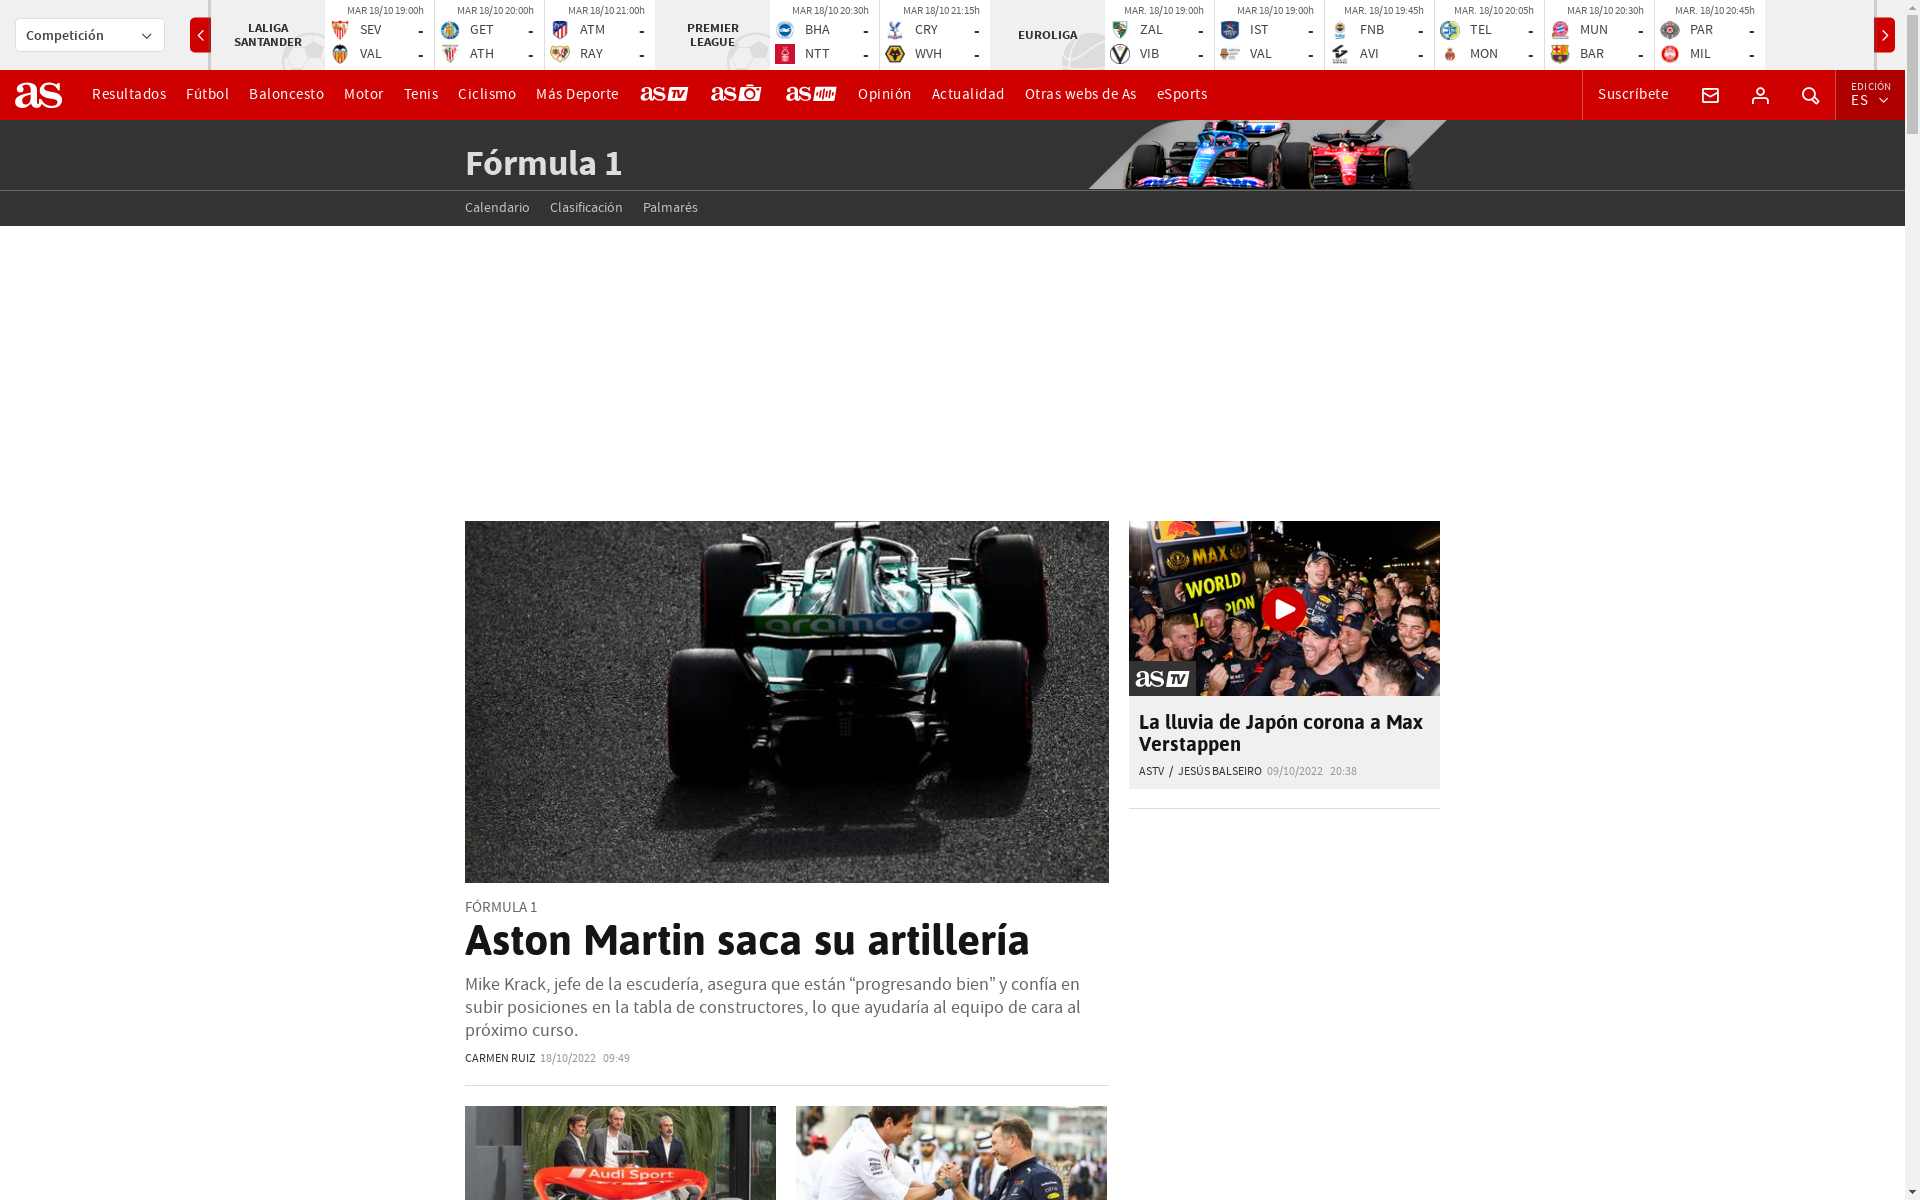 Competición
LALIGA
SANTANDER
MAR 18/10 19:00h
SEV -
VAL -
MAR 18/10 20:00h
GET -
ATH -
MAR 18/10 21:00h
ATM -
RAY -
PREMIER
LEAGUE
MAR 18/10 20:30h
BHA -
NTT -
MAR 18/10 21:15h
CRY -
WVH -
EUROLIGA
MAR. 18/10 19:00h
ZAL -
VIB -
MAR 18/10 19:00h
IST -
VAL -
MAR. 18/10 19:45h
FNB -
AVI -
MAR. 18/10 20:05h
TEL -
MON -
MAR 18/10 20:30h
MUN -
BAR -
MAR. 18/10 20:45h
PAR -
MIL -
as Resultados Fútbol Baloncesto Motor Tenis Ciclismo Más Deporte as TV as as Opinión Actualidad Otras webs de As eSports Suscríbete EDICIÓN
ES
Fórmula 1
Calendario Clasificación Palmarés
aramco
MAX
WORLD
as TV
La lluvia de Japón corona a Max
Verstappen
ASTV / JESÚS BALSEIRO 09/10/2022 20:38
FÓRMULA 1
Aston Martin saca su artillería
Mike Krack, jefe de la escudería, asegura que están “progresando bien” y confía en
subir posiciones en la tabla de constructores, lo que ayudaría al equipo de cara al
próximo curso.
CARMEN RUIZ 18/10/2022 09:49
Audi Sport